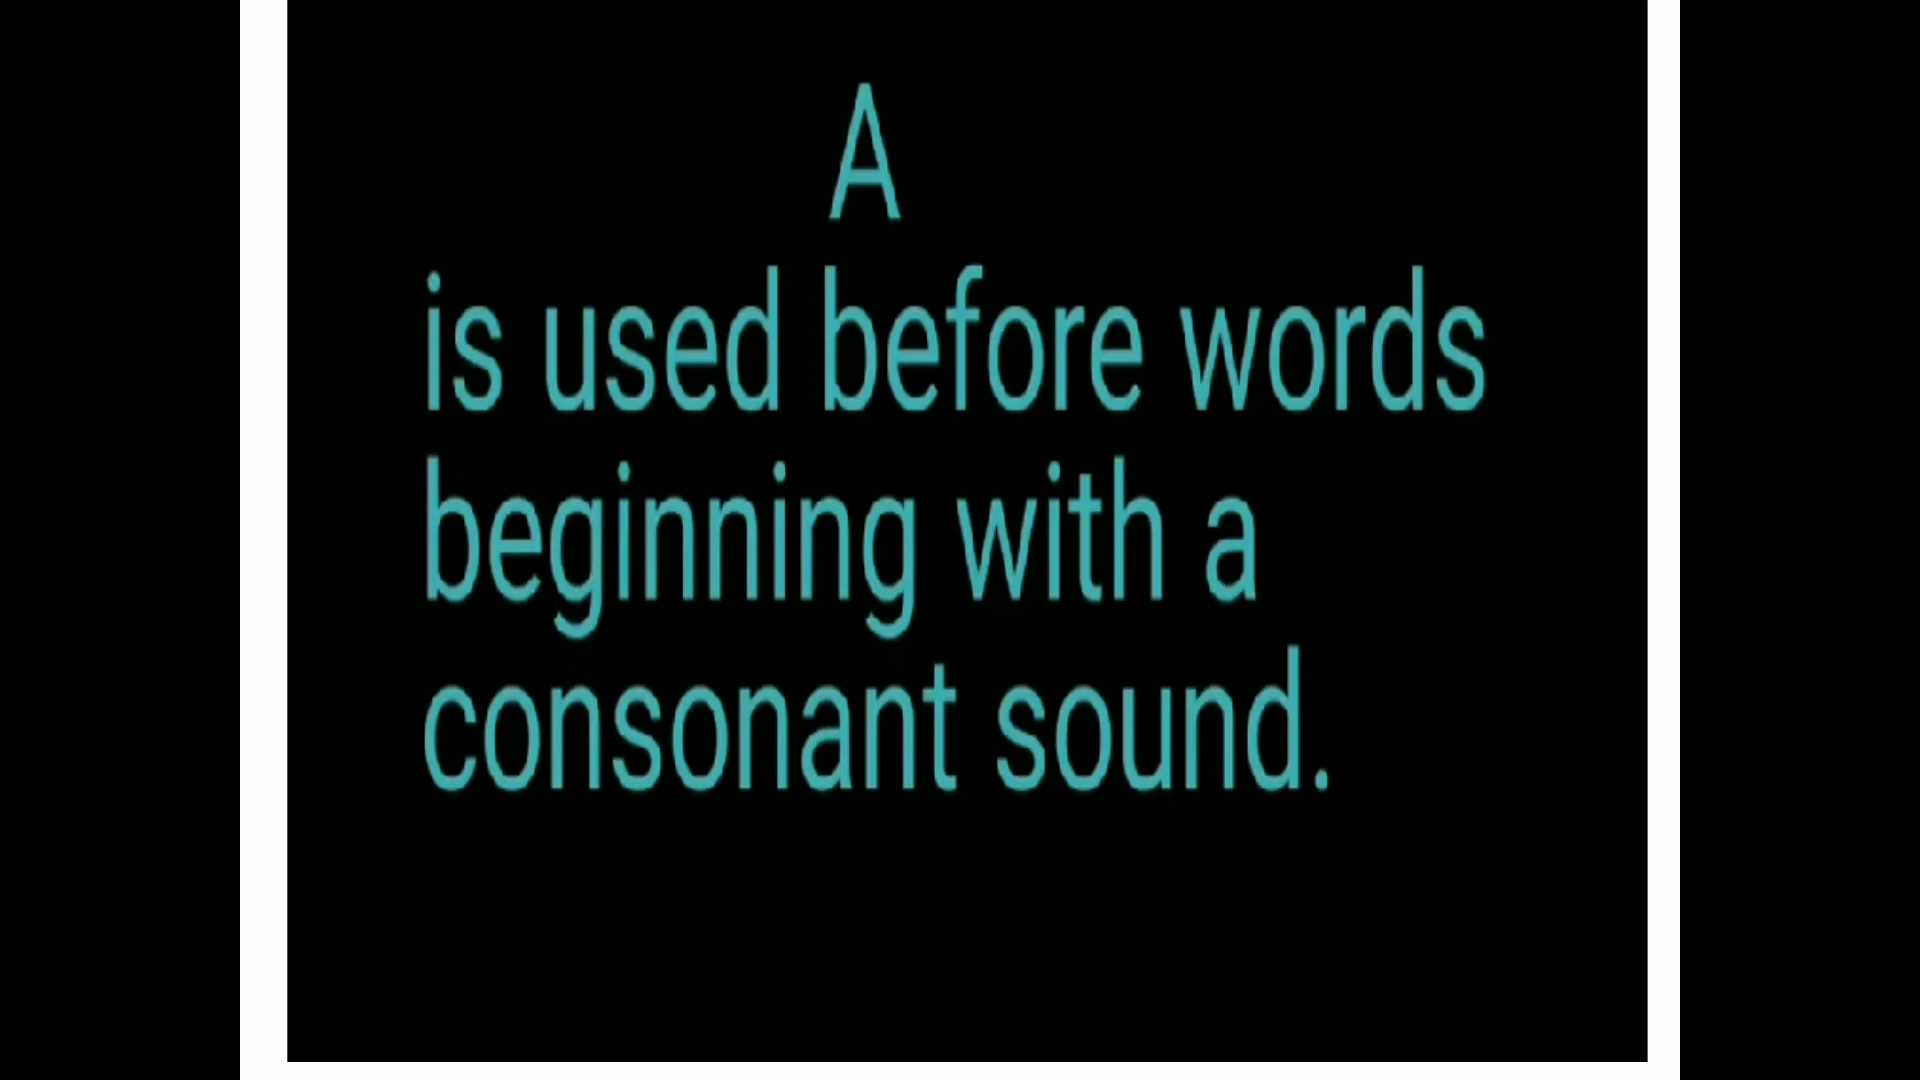 A
is used before words
beginning with a
consonant sound.